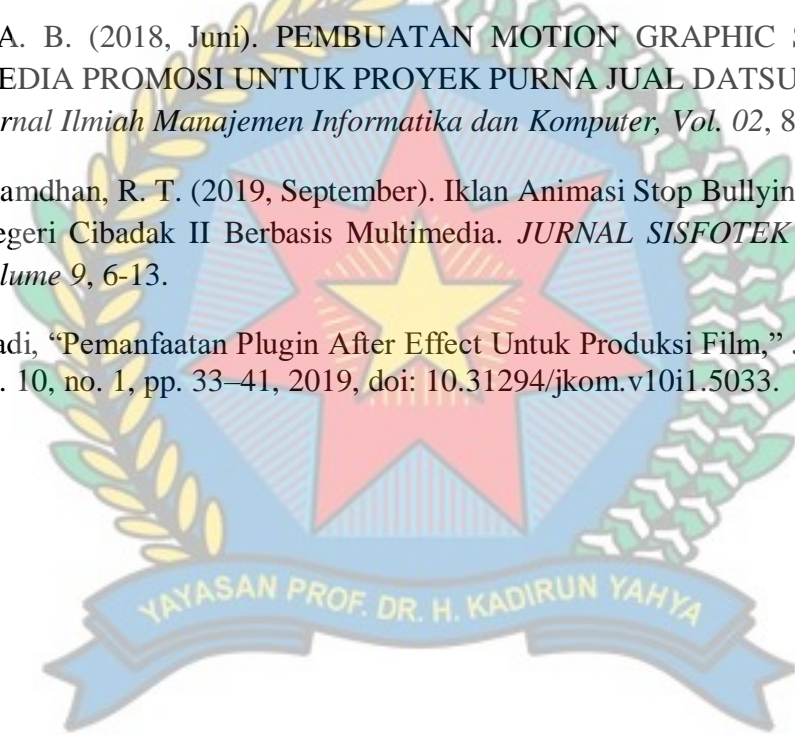 A. B. (2018, Juni). PEMBUATAN MOTION GRAPHIC
EDIA PROMOSI UNTUK PROYEK PURNA JUAL DATSU
rnal Ilmiah Manajemen Informatika dan Komputer, Vol. 02, 8
amdhan, R. T. (2019, September). Iklan Animasi Stop Bullyin
egeri Cibadak II Berbasis Multimedia. JURNAL SISFOTEK
lume 9, 6-13.
adi, “Pemanfaatan Plugin After Effect Untuk Produksi Film,”
. 10, no. 1, pp. 33–41, 2019, doi: 10.31294/jkom.v10i1.5033.
YAYASAN PROF. DR. H. KADIRUN YAHYA